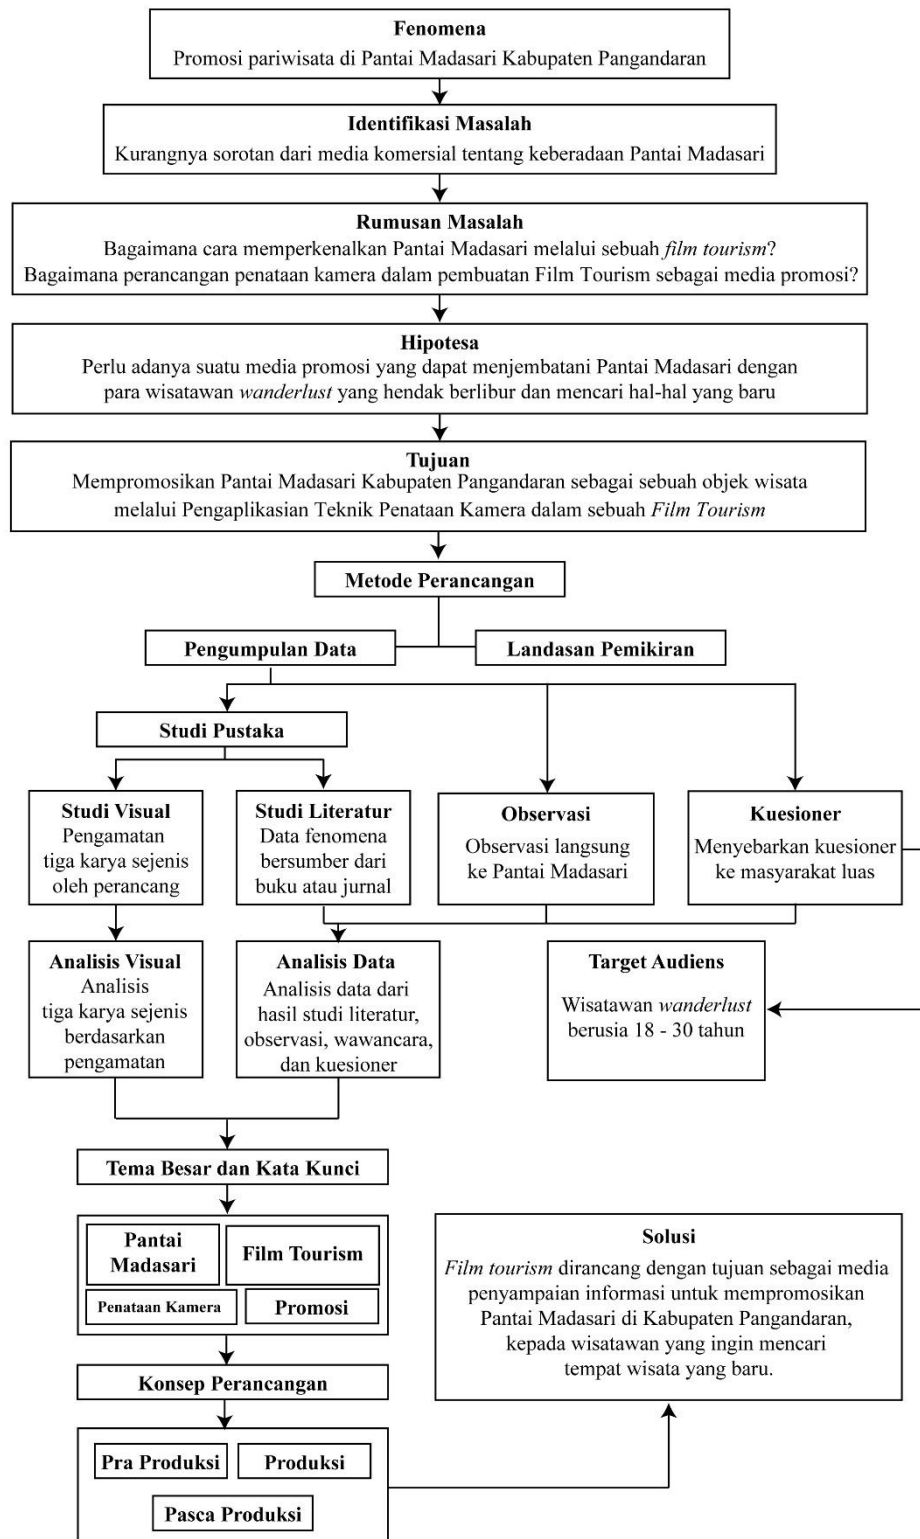 Fenomena
Promosi pariwisata di Pantai Madasari Kabupaten Pangandaran
Identifikasi Masalah
Kurangnya sorotan dari media komersial tentang keberadaan Pantai Madasari
Rumusan Masalah
Bagaimana cara memperkenalkan Pantai Madasari melalui sebuah film tourism?
Bagaimana perancangan penataan kamera dalam pembuatan Film Tourism sebagai media promosi?
Hipotesa
Perlu adanya suatu media promosi yang dapat menjembatani Pantai Madasari dengan
para wisatawan wanderlust yang hendak berlibur dan mencari hal-hal yang baru
Tujuan
Mempromosikan Pantai Madasari Kabupaten Pangandaran sebagai sebuah objek wisata
melalui Pengaplikasian Teknik Penataan Kamera dalam sebuah Film Tourism
Metode Perancangan
Pengumpulan Data
Landasan Pemikiran
Studi Pustaka
Studi Visual
Pengamatan
tiga karya sejenis
oleh perancang
Studi Literatur
Data fenomena
bersumber dari
buku atau jurnal
Observasi
Observasi langsung
ke Pantai Madasari
Kuesioner
Menyebarkan kuesioner
ke masyarakat luas
Analisis Visual
Analisis
tiga karya sejenis
berdasarkan
pengamatan
Analisis Data
Analisis data dari
hasil studi literatur,
observasi, wawancara,
dan kuesioner
Target Audiens
Wisatawan wanderlust
berusia 18 - 30 tahun
Tema Besar dan Kata Kunci
Pantai
Madasari
Film Tourism
Penataan Kamera
Promosi
Konsep Perancangan
Pra Produksi
Produksi
Pasca Produksi
Solusi
Film tourism dirancang dengan tujuan sebagai media
penyampaian informasi untuk mempromosikan
Pantai Madasari di Kabupaten Pangandaran,
kepada wisatawan yang ingin mencari
tempat wisata yang baru.